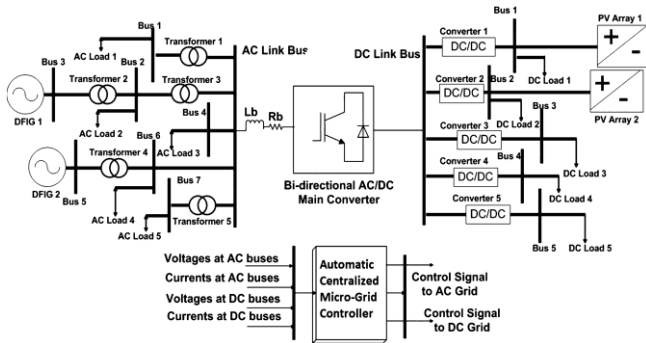 Bus 1
Transformer 1
AC Link Bus
AC Load 1
Bus 3
Transformer 2
Bus 2
Transformer 3
DFIG 1
AC Load 2
Bus 4
Bus 6
AC Load 3
Transformer 4
DFIG 2
Bus 5
Bus 7
AC Load 4
AC Load 5
Transformer 5
Lb
Rb
Bi-directional AC/DC
Main Converter
DC Link Bus
Bus 1
Converter 1
DC/DC
PV Array 1
DC Load 1
Converter 2
Bus 2
DC/DC
PV Array 2
DC Load 2
Bus 3
Converter 3
DC/DC
DC Load 3
Bus 4
Converter 4
DC/DC
DC Load 4
Converter 5
DC/DC
Bus 5
DC Load 5
Voltages at AC buses
Currents at AC buses
Voltages at DC buses
Currents at DC buses
Automatic
Centralized
Micro-Grid
Controller
Control Signal
to AC Grid
Control Signal
to DC Grid